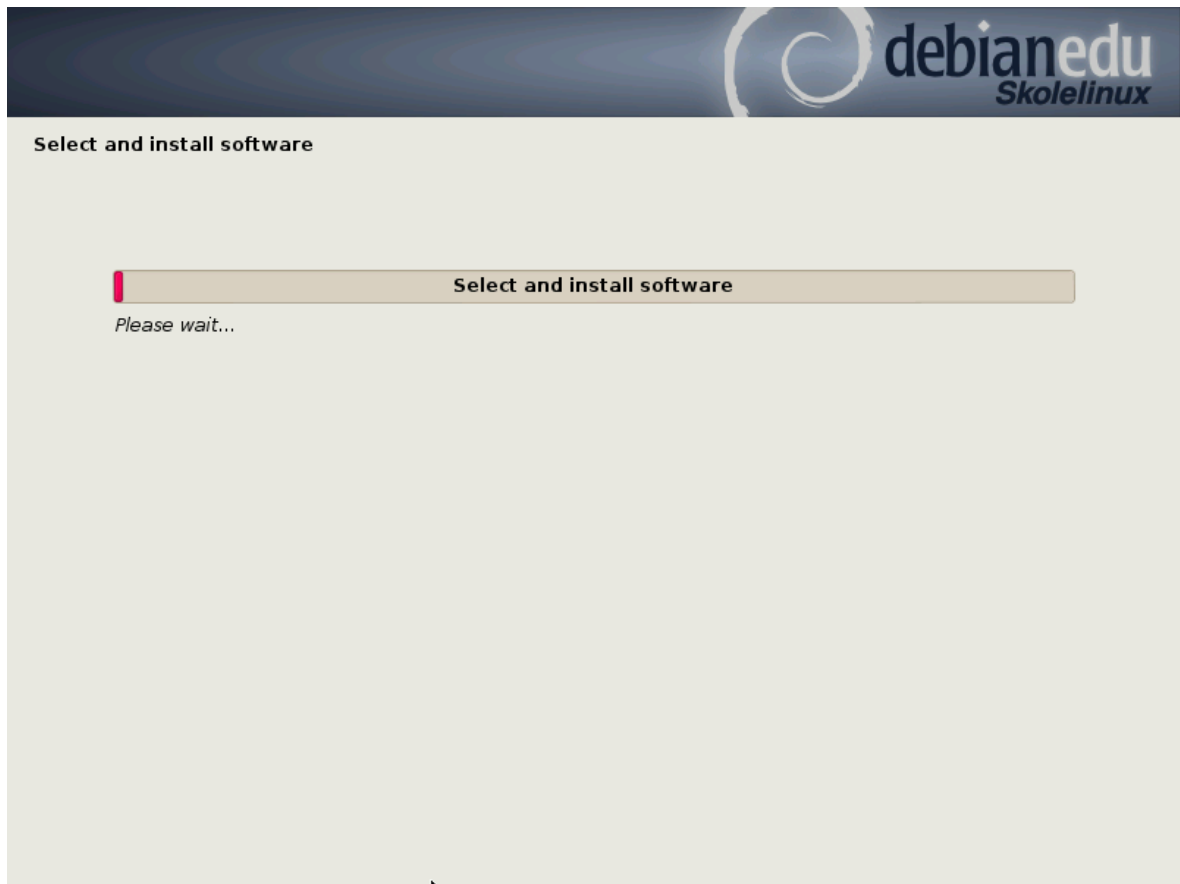 debianedu
Skolelinux
Select and install software
Select and install software
Please wait...